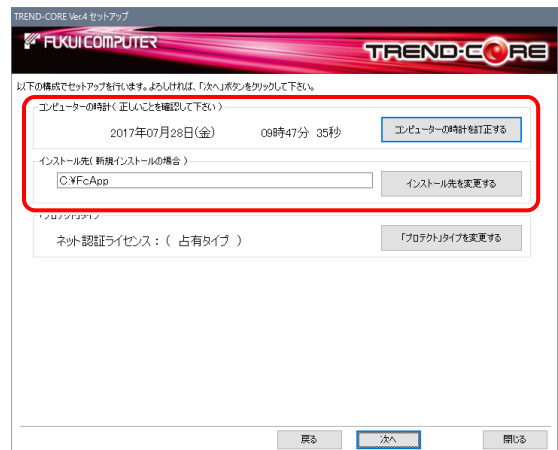 TREND-CORE Ver.4 セットアップ
FUKUI COMPUTER
TREND-CORE
以下の構成でセットアップを行います。よろしければ、「次へ」ボタンをクリックして下さい。
コンピューターの時計( 正しいことを確認して下さい )
2017年07月28日(金) 09時47分 35秒 コンピューターの時計を訂正する
インストール先( 新規インストールの場合 )
C:¥FcApp インストール先を変更する
「プロテクト」タイプ
ネット認証ライセンス : ( 占有タイプ ) 「プロテクト」タイプを変更する
戻る 次へ 閉じる